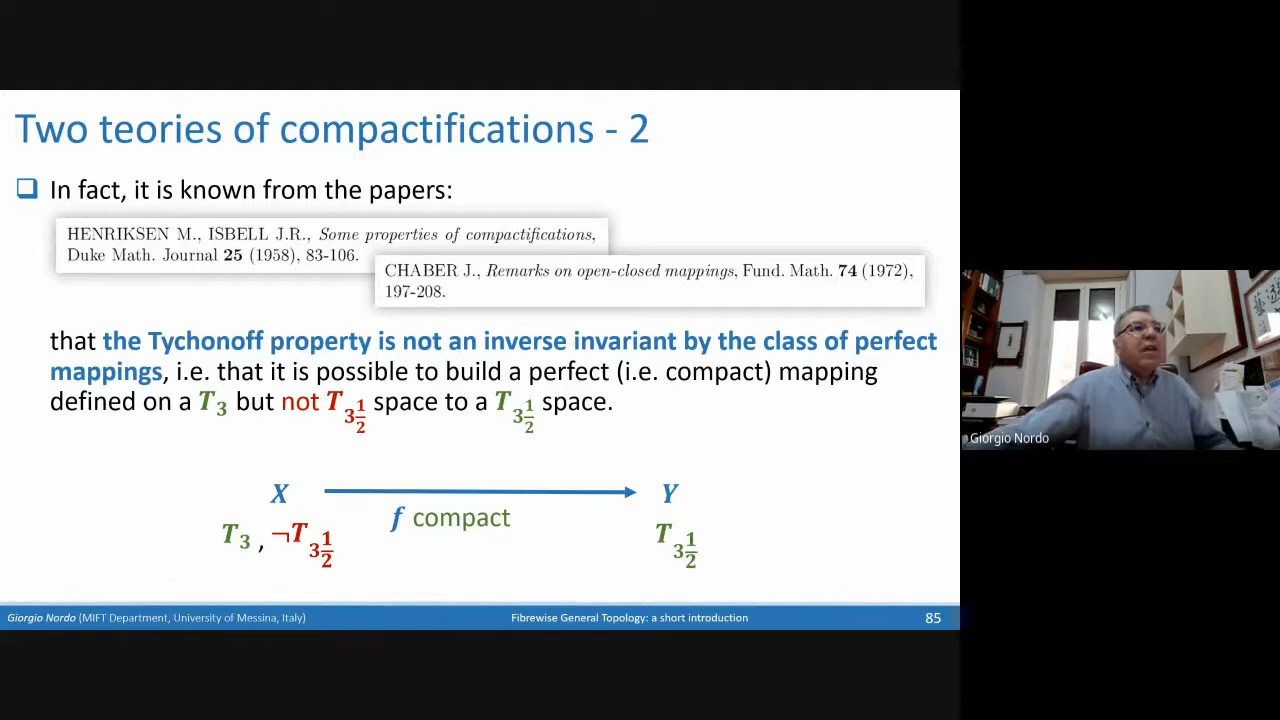 Two teories of compactifications - 2
In fact, it is known from the papers:
HENRIKSEN M., ISBELL J.R., Some properties of compactifications,
Duke Math. Journal 25 (1958), 83-106.
CHABER J., Remarks on open-closed mappings, Fund. Math. 74 (1972),
197-208.
that the Tychonoff property is not an inverse invariant by the class of perfect
mappings, i.e. that it is possible to build a perfect (i.e. compact) mapping
defined on a T₃ but not T₃½ space to a T₃½ space.
X Y
f compact
T₃ , ¬T₃½ T₃½
Giorgio Nordo (MIFT Department, University of Messina, Italy) Fibrewise General Topology: a short introduction 85
Giorgio Nordo